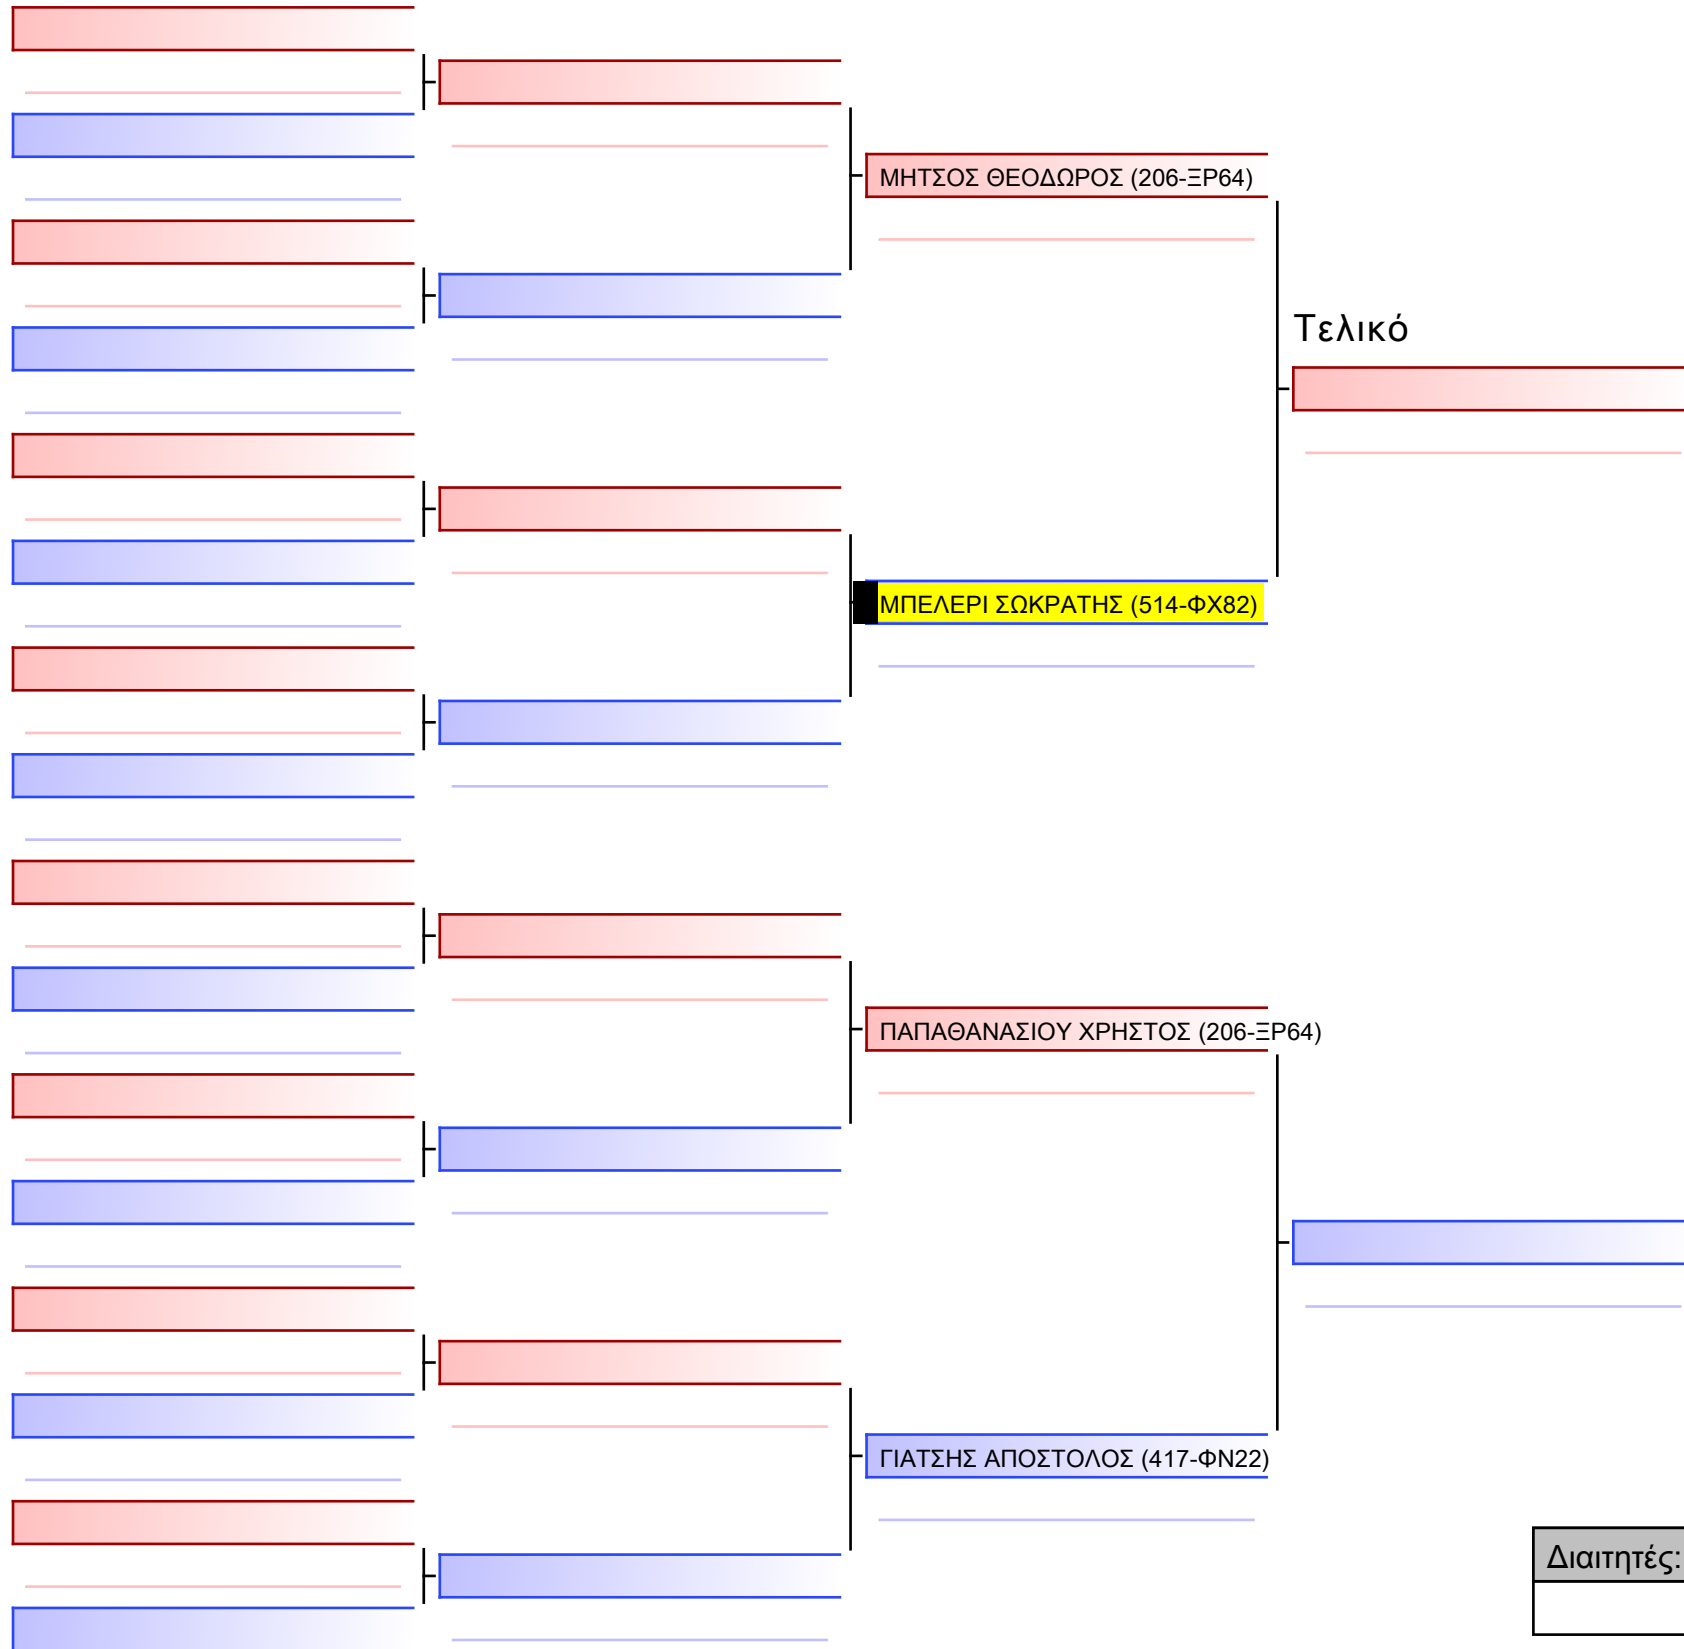 ΜΗΤΣΟΣ ΘΕΟΔΩΡΟΣ (206-ΞΡ64)
Τελικό
ΜΠΕΛΕΡΙ ΣΩΚΡΑΤΗΣ (514-ΦΧ82)
ΠΑΠΑΘΑΝΑΣΙΟΥ ΧΡΗΣΤΟΣ (206-ΞΡ64)
ΓΙΑΤΣΗΣ ΑΠΟΣΤΟΛΟΣ (417-ΦΝ22)
Διαιτητές: